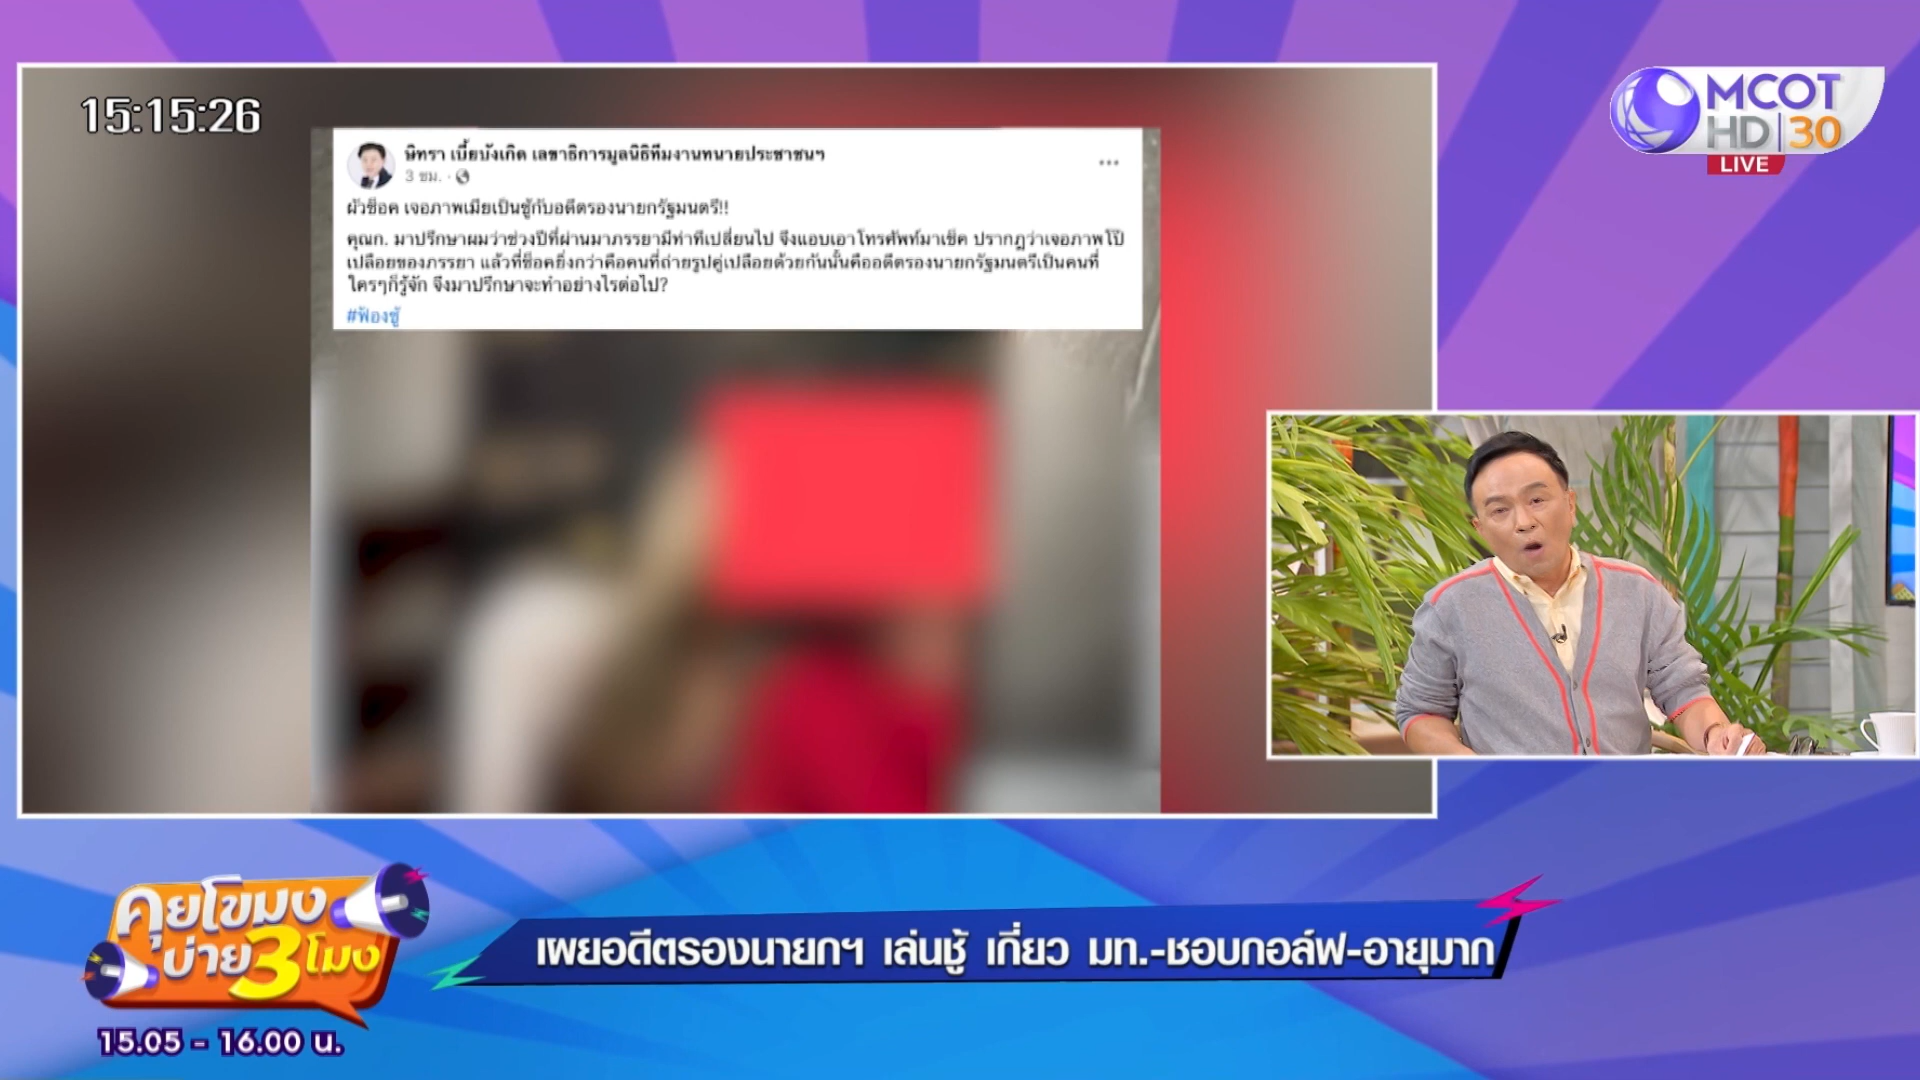 15:15:26
MCOT
HD 30
LIVE
ษิทรา เบี้ยบังเกิด เลขาธิการมูลนิธิทีมงานทนายประชาชนฯ
3 ชม.
ผัวช็อค เจอภาพเมียเป็นชู้กับอดีตรองนายกรัฐมนตรี!!
คุณก. มาปรึกษาผมว่าช่วงปีที่ผ่านมาภรรยามีท่าทีเปลี่ยนไป จึงแอบเอาโทรศัพท์มาเช็ค ปรากฎว่าเจอภาพโป๊
เปลือยของภรรยา แล้วที่ช็อคยิ่งกว่าคือคนที่ถ่ายรูปคู่เปลือยด้วยกันนั้นคืออดีตรองนายกรัฐมนตรีเป็นคนที่
ใครๆก็รู้จัก จึงมาปรึกษาจะทำอย่างไรต่อไป?
#ฟ้องชู้
คุยโขมง
บ่าย 3 โมง
15.05 - 16.00 น.
เผยอดีตรองนายกฯ เล่นชู้ เกี่ยว มท.-ชอบกอล์ฟ-อายุมาก